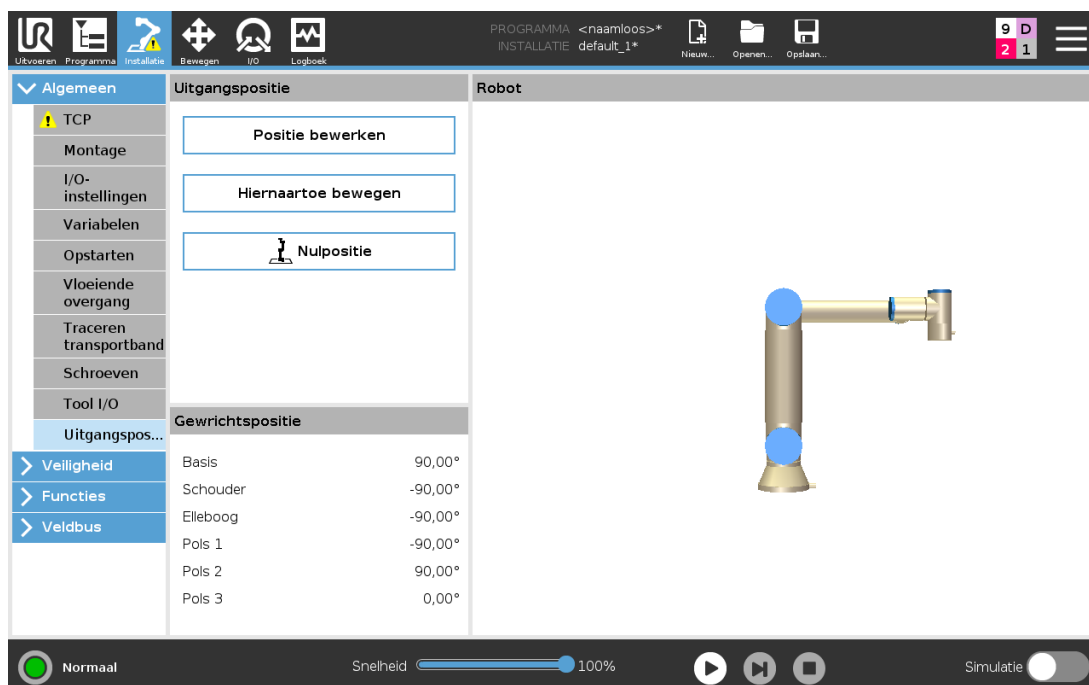 UR
PROGRAMMA <naamloos>*
INSTALLATIE default_1*
9 D
2 1
Uitvoeren Programma Installatie Bewegen I/O Logboek Nieuw... Openen... Opslaan...
Algemeen
TCP
Montage
I/O-
instellingen
Variabelen
Opstarten
Vloeiende
overgang
Traceren
transportband
Schroeven
Tool I/O
Uitgangspos...
Veiligheid
Functies
Veldbus
Uitgangspositie
Positie bewerken
Hiernaartoe bewegen
Nulpositie
Gewrichtspositie
Basis 90,00°
Schouder -90,00°
Elleboog -90,00°
Pols 1 -90,00°
Pols 2 90,00°
Pols 3 0,00°
Robot
Normaal Snelheid 100% Simulatie